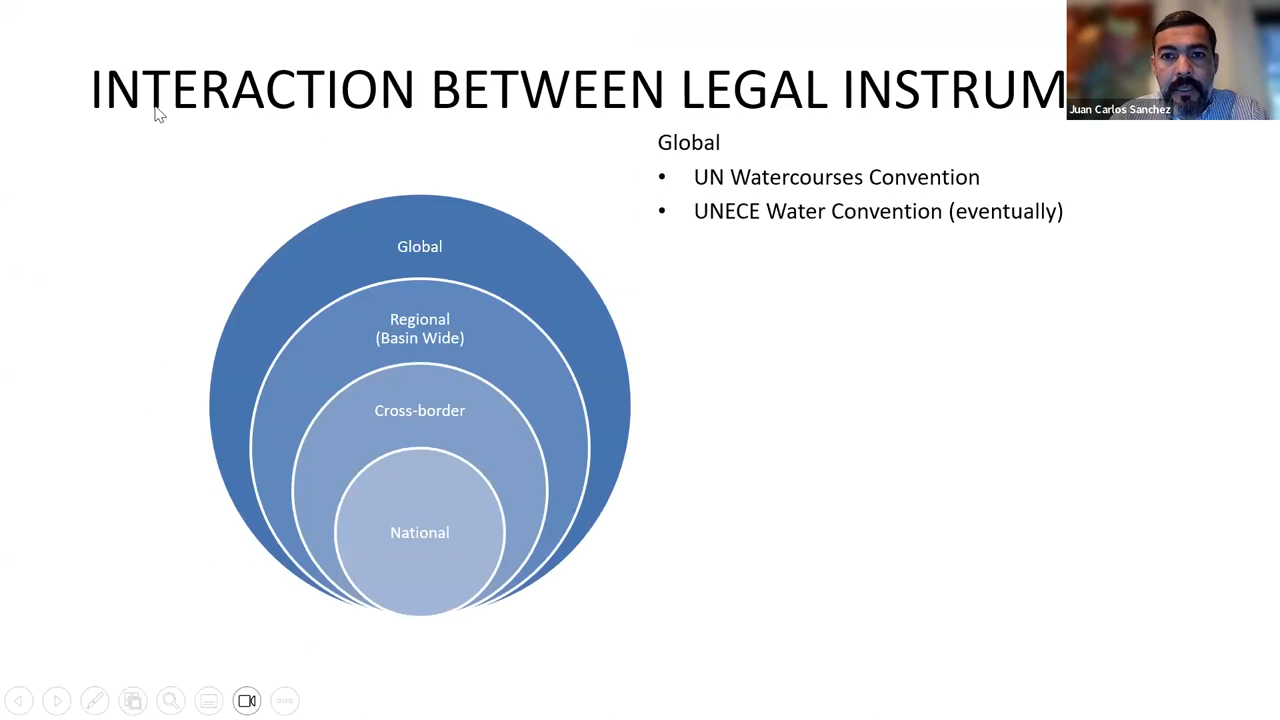 INTERACTION BETWEEN LEGAL INSTRUM
Juan Carlos Sanchez
Global
• UN Watercourses Convention
• UNECE Water Convention (eventually)
Global
Regional
(Basin Wide)
Cross-border
National